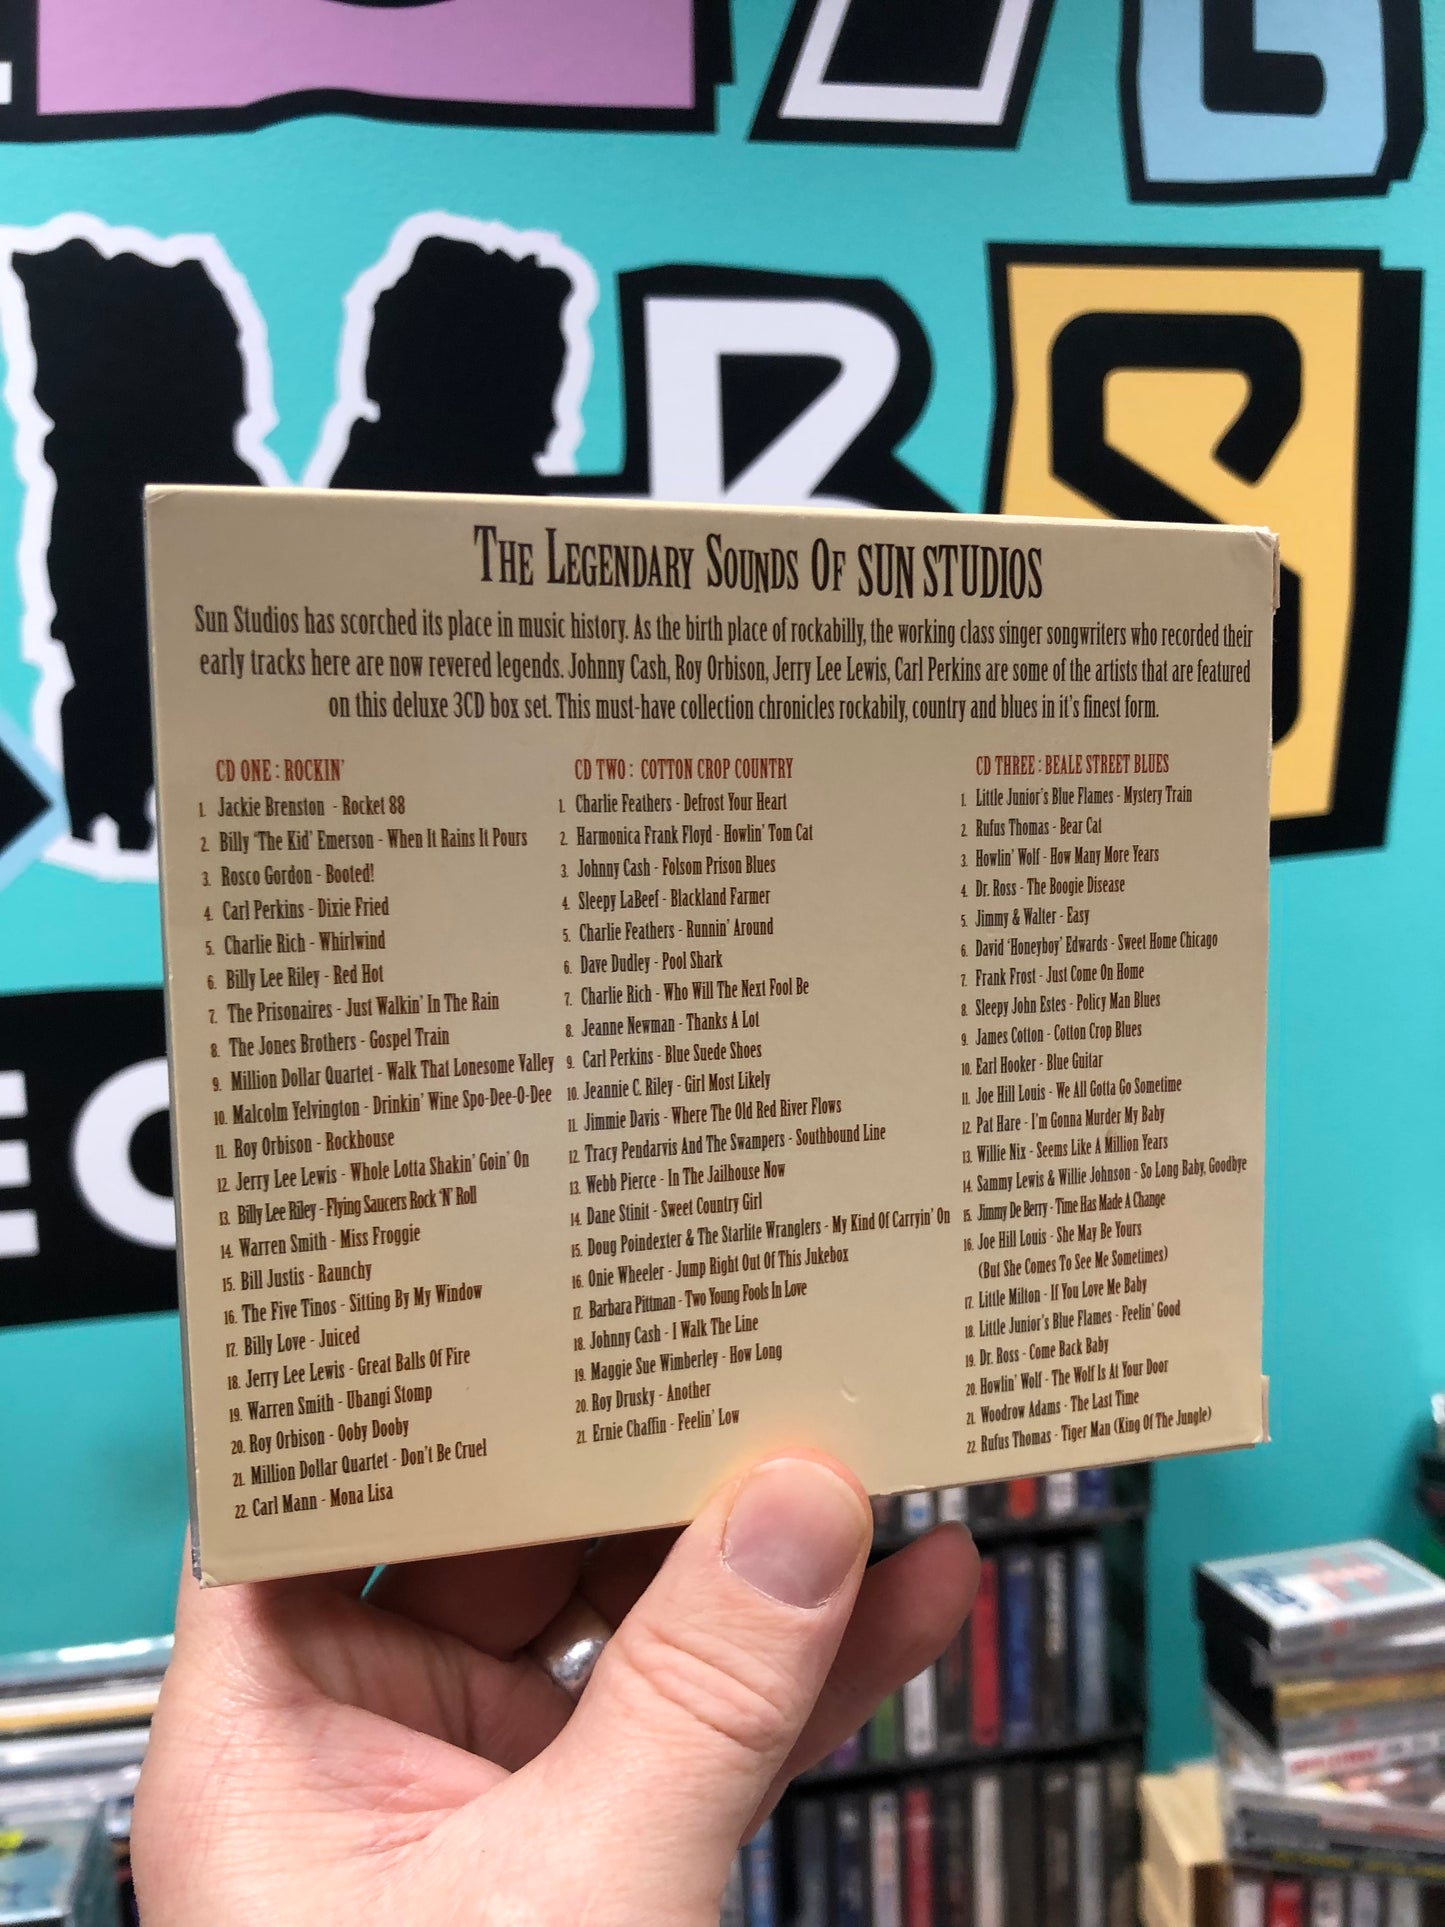 THE LEGENDARY SOUNDS OF SUN STUDIOS
Sun Studios has scorched its place in music history. As the birth place of rockabilly, the working class singer songwriters who recorded their
early tracks here are now revered legends. Johnny Cash, Roy Orbison, Jerry Lee Lewis, Carl Perkins are some of the artists that are featured
on this deluxe 3CD box set. This must-have collection chronicles rockabily, country and blues in it's finest form.
CD ONE : ROCKIN'
1. Jackie Brenston - Rocket 88
2. Billy 'The Kid' Emerson - When It Rains It Pours
3. Rosco Gordon - Booted!
4. Carl Perkins - Dixie Fried
5. Charlie Rich - Whirlwind
6. Billy Lee Riley - Red Hot
7. The Prisonaires - Just Walkin' In The Rain
8. The Jones Brothers - Gospel Train
9. Million Dollar Quartet - Walk That Lonesome Valley
10. Malcolm Yelvington - Drinkin' Wine Spo-Dee-O-Dee
11. Roy Orbison - Rockhouse
12. Jerry Lee Lewis - Whole Lotta Shakin' Goin' On
13. Billy Lee Riley - Flying Saucers Rock 'N' Roll
14. Warren Smith - Miss Froggie
15. Bill Justis - Raunchy
16. The Five Tinos - Sitting By My Window
17. Billy Love - Juiced
18. Jerry Lee Lewis - Great Balls Of Fire
19. Warren Smith - Ubangi Stomp
20. Roy Orbison - Ooby Dooby
21. Million Dollar Quartet - Don't Be Cruel
22. Carl Mann - Mona Lisa
CD TWO : COTTON CROP COUNTRY
1. Charlie Feathers - Defrost Your Heart
2. Harmonica Frank Floyd - Howlin' Tom Cat
3. Johnny Cash - Folsom Prison Blues
4. Sleepy LaBeef - Blackland Farmer
5. Charlie Feathers - Runnin' Around
6. Dave Dudley - Pool Shark
7. Charlie Rich - Who Will The Next Fool Be
8. Jeanne Newman - Thanks A Lot
9. Carl Perkins - Blue Suede Shoes
10. Jeannie C. Riley - Girl Most Likely
11. Jimmie Davis - Where The Old Red River Flows
12. Tracy Pendarvis And The Swampers - Southbound Line
13. Webb Pierce - In The Jailhouse Now
14. Dane Stinit - Sweet Country Girl
15. Doug Poindexter & The Starlite Wranglers - My Kind Of Carryin' On
16. Onie Wheeler - Jump Right Out Of This Jukebox
17. Barbara Pittman - Two Young Fools In Love
18. Johnny Cash - I Walk The Line
19. Maggie Sue Wimberley - How Long
20. Roy Drusky - Another
21. Ernie Chaffin - Feelin' Low
CD THREE : BEALE STREET BLUES
1. Little Junior's Blue Flames - Mystery Train
2. Rufus Thomas - Bear Cat
3. Howlin' Wolf - How Many More Years
4. Dr. Ross - The Boogie Disease
5. Jimmy & Walter - Easy
6. David 'Honeyboy' Edwards - Sweet Home Chicago
7. Frank Frost - Just Come On Home
8. Sleepy John Estes - Policy Man Blues
9. James Cotton - Cotton Crop Blues
10. Earl Hooker - Blue Guitar
11. Joe Hill Louis - We All Gotta Go Sometime
12. Pat Hare - I'm Gonna Murder My Baby
13. Willie Nix - Seems Like A Million Years
14. Sammy Lewis & Willie Johnson - So Long Baby, Goodbye
15. Jimmy De Berry - Time Has Made A Change
16. Joe Hill Louis - She May Be Yours
(But She Comes To See Me Sometimes)
17. Little Milton - If You Love Me Baby
18. Little Junior's Blue Flames - Feelin' Good
19. Dr. Ross - Come Back Baby
20. Howlin' Wolf - The Wolf Is At Your Door
21. Woodrow Adams - The Last Time
22. Rufus Thomas - Tiger Man (King Of The Jungle)